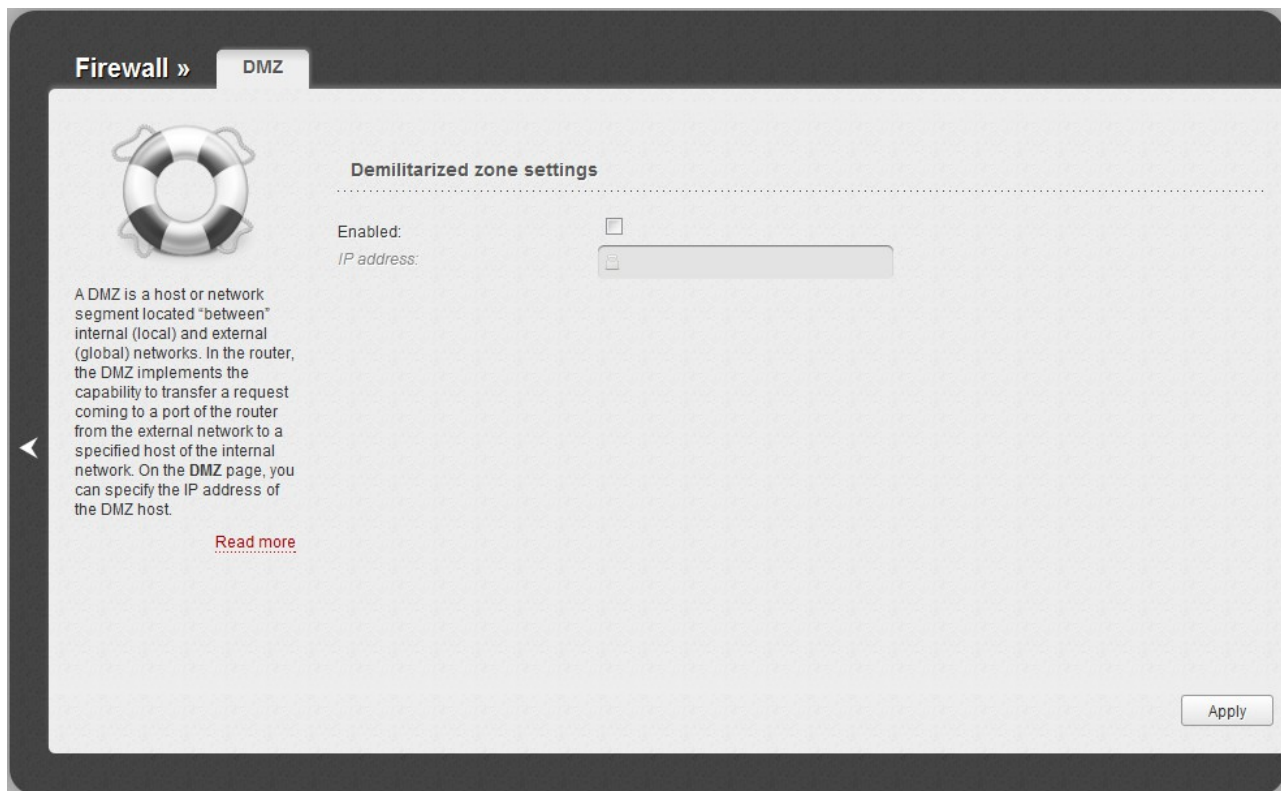 Firewall »
DMZ
A DMZ is a host or network
segment located “between”
internal (local) and external
(global) networks. In the router,
the DMZ implements the
capability to transfer a request
coming to a port of the router
from the external network to a
specified host of the internal
network. On the DMZ page, you
can specify the IP address of
the DMZ host.
Read more
Demilitarized zone settings
Enabled:
IP address:
Apply